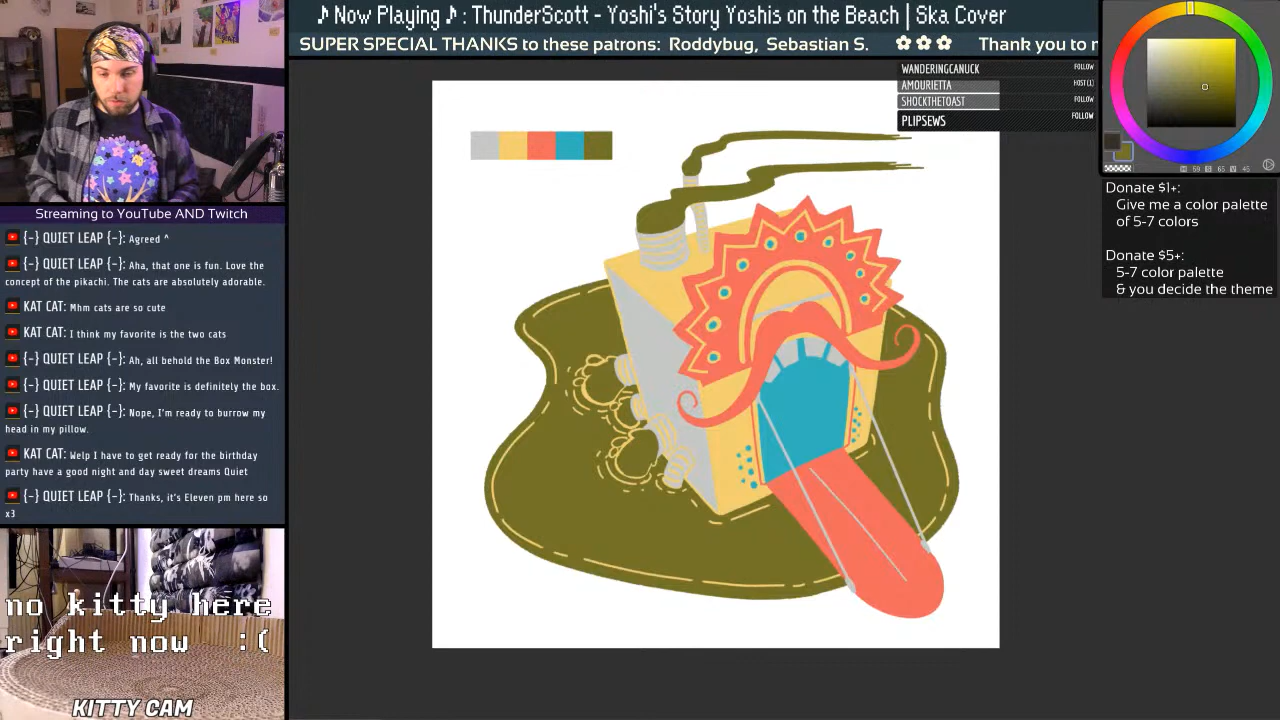 ♪ Now Playing ♪ : ThunderScott - Yoshi's Story Yoshis on the Beach | Ska Cover
SUPER SPECIAL THANKS to these patrons: Roddybug, Sebastian S. ✿ ✿ ✿ Thank you to
WANDERINGCANUCK FOLLOW
AMOURIETTA HOST (1)
SHOCKTHETOAST FOLLOW
PLIPSEWS FOLLOW
H 59 S 65 V 45
Donate $1+:
Give me a color palette
of 5-7 colors
Donate $5+:
5-7 color palette
& you decide the theme
Streaming to YouTube AND Twitch
{-} QUIET LEAP {-}: Agreed ^
{-} QUIET LEAP {-}: Aha, that one is fun. Love the
concept of the pikachi. The cats are absolutely adorable.
KAT CAT: Mhm cats are so cute
KAT CAT: I think my favorite is the two cats
{-} QUIET LEAP {-}: Ah, all behold the Box Monster!
{-} QUIET LEAP {-}: My favorite is definitely the box.
{-} QUIET LEAP {-}: Nope, I'm ready to burrow my
head in my pillow.
KAT CAT: Welp I have to get ready for the birthday
party have a good night and day sweet dreams Quiet
{-} QUIET LEAP {-}: Thanks, it's Eleven pm here so
x3
no kitty here
right now :(
KITTY CAM